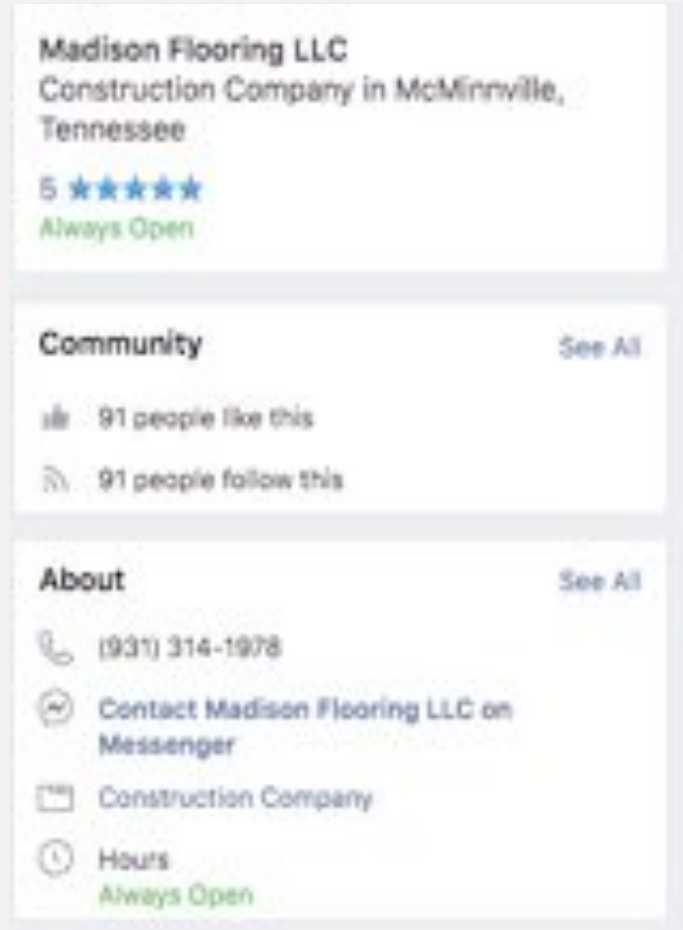 Madison Flooring LLC
Construction Company in McMinnville,
Tennessee
5 ★★★★★
Always Open
Community
See All
91 people like this
91 people follow this
About
See All
(931) 314-1978
Contact Madison Flooring LLC on
Messenger
Construction Company
Hours
Always Open